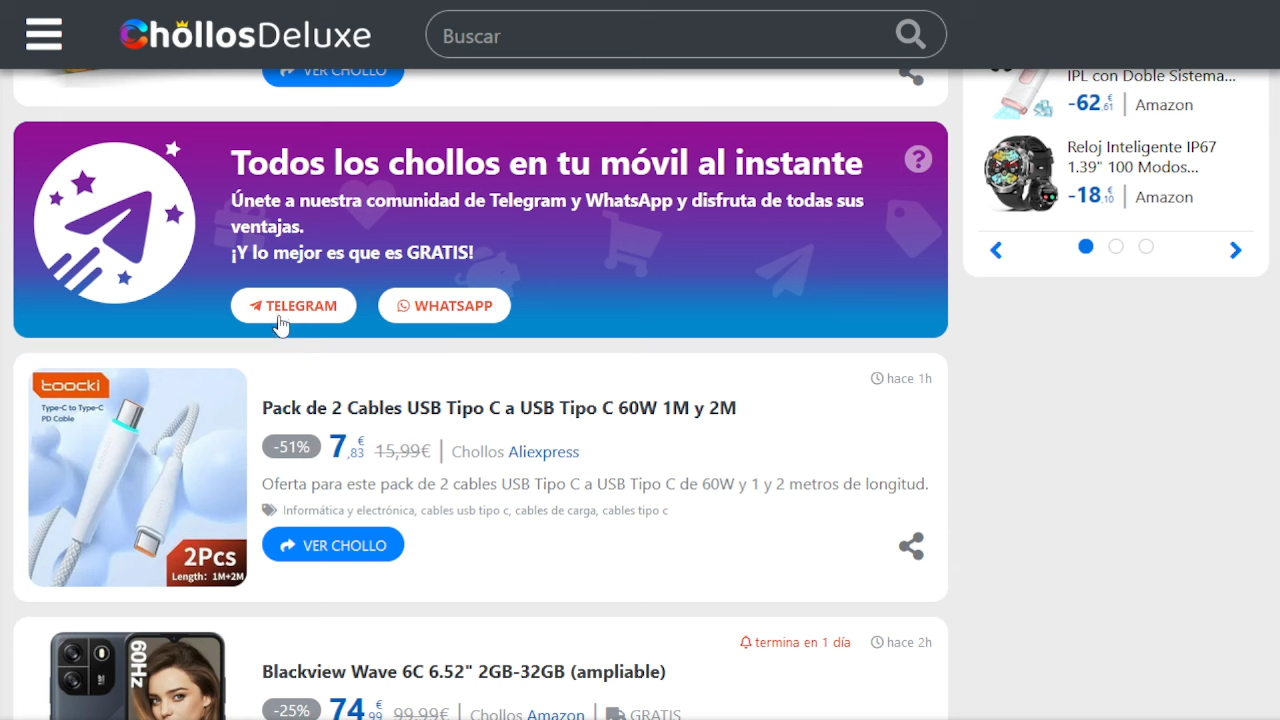 ChollosDeluxe
Buscar
VER CHOLLO
IPL con Doble Sistema...
-62,61€ | Amazon
Reloj Inteligente IP67
1.39" 100 Modos...
-18,10€ | Amazon
Todos los chollos en tu móvil al instante
?
Únete a nuestra comunidad de Telegram y WhatsApp y disfruta de todas sus
ventajas.
¡Y lo mejor es que es GRATIS!
TELEGRAM
WHATSAPP
toocki
Type-C to Type-C
PD Cable
2Pcs
Length: 1M+2M
hace 1h
Pack de 2 Cables USB Tipo C a USB Tipo C 60W 1M y 2M
-51% 7,83€ 15,99€ | Chollos Aliexpress
Oferta para este pack de 2 cables USB Tipo C a USB Tipo C de 60W y 1 y 2 metros de longitud.
Informática y electrónica, cables usb tipo c, cables de carga, cables tipo c
VER CHOLLO
termina en 1 día
hace 2h
Blackview Wave 6C 6.52" 2GB-32GB (ampliable)
-25% 74,99€ 99,99€ | Chollos Amazon | GRATIS